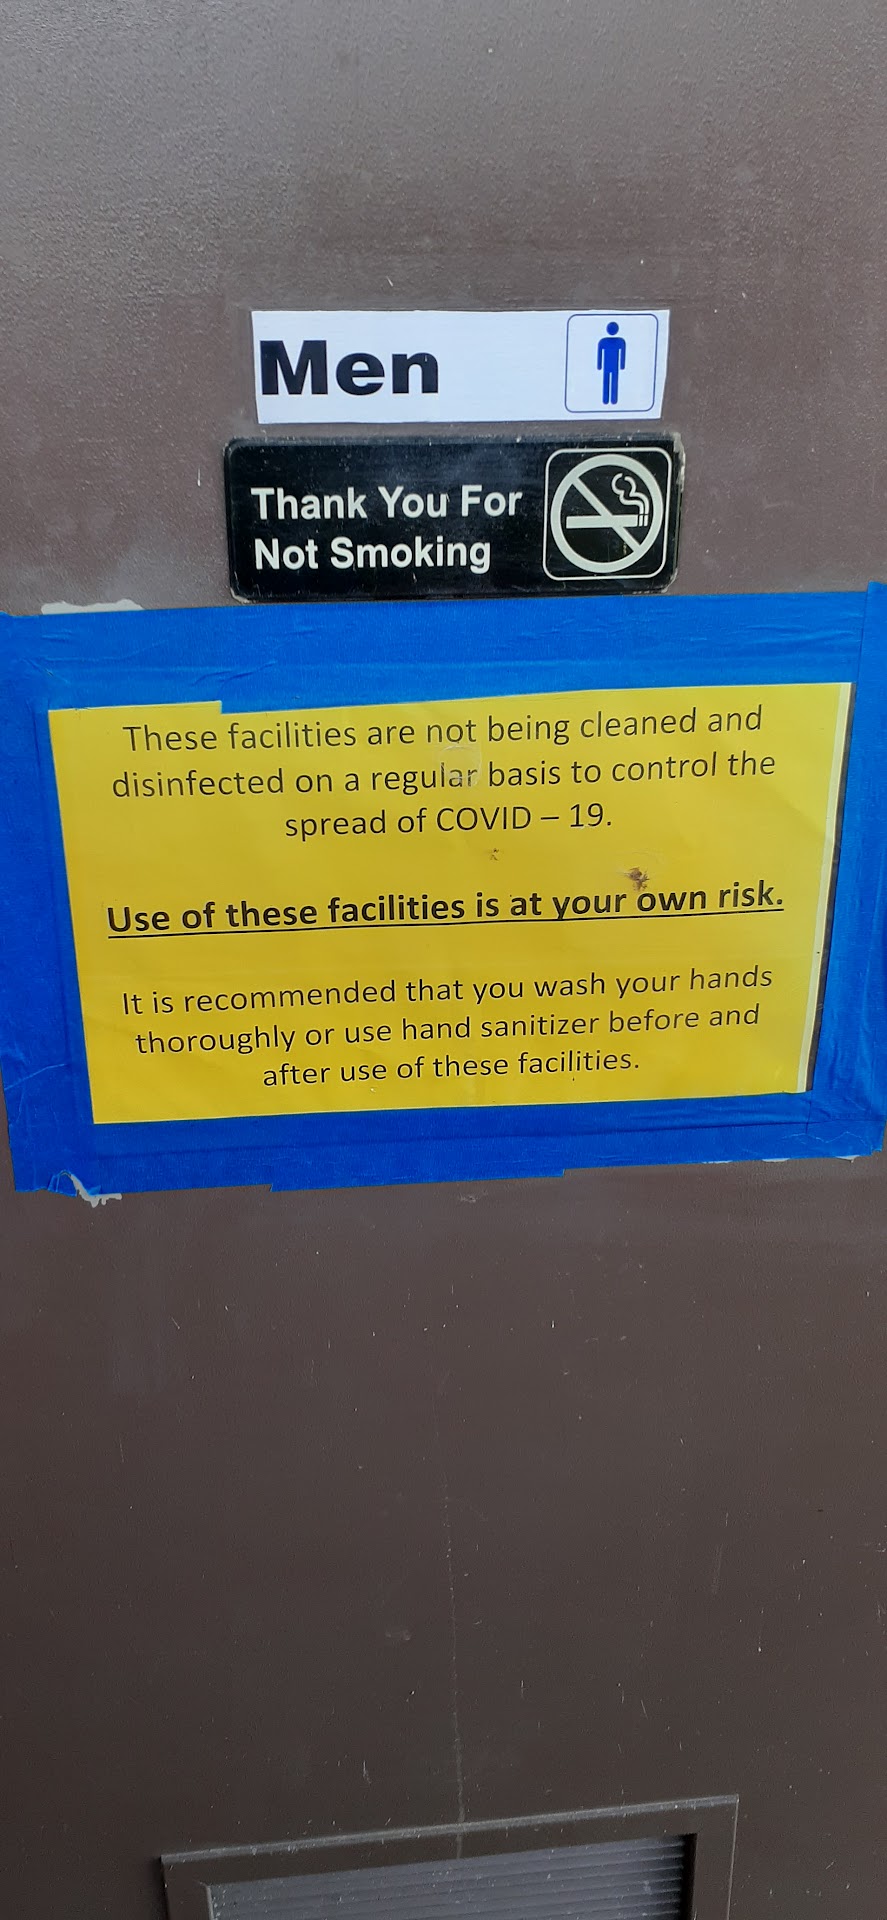 Men
Thank You For
Not Smoking
These facilities are not being cleaned and
disinfected on a regular basis to control the
spread of COVID – 19.
Use of these facilities is at your own risk.
It is recommended that you wash your hands
thoroughly or use hand sanitizer before and
after use of these facilities.